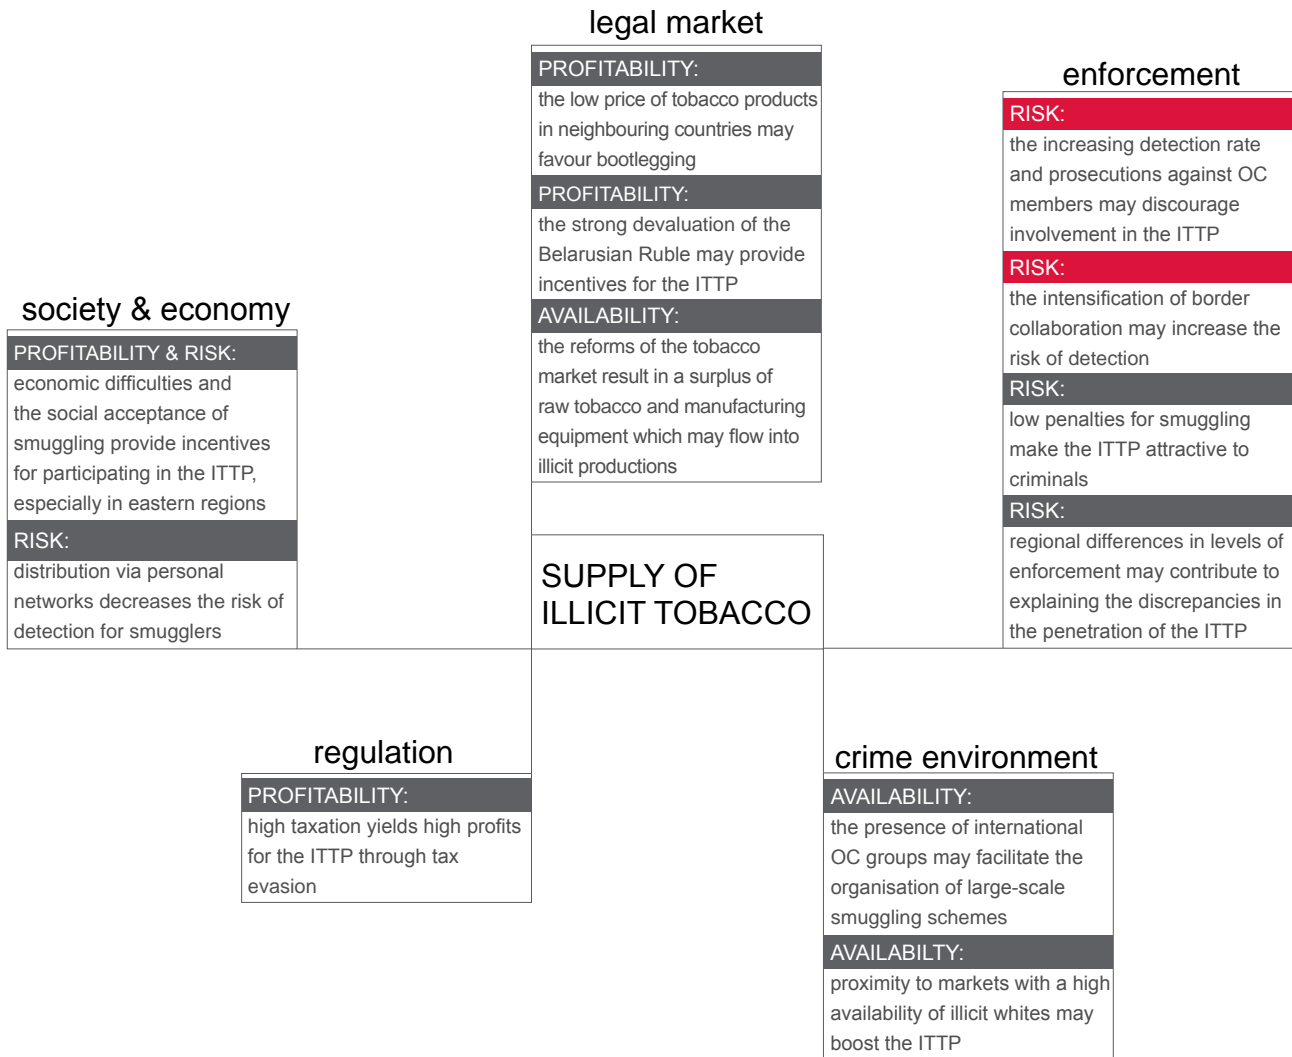 legal market
PROFITABILITY:
the low price of tobacco products
in neighbouring countries may
favour bootlegging
PROFITABILITY:
the strong devaluation of the
Belarusian Ruble may provide
incentives for the ITTP
AVAILABILITY:
the reforms of the tobacco
market result in a surplus of
raw tobacco and manufacturing
equipment which may flow into
illicit productions
enforcement
RISK:
the increasing detection rate
and prosecutions against OC
members may discourage
involvement in the ITTP
RISK:
the intensification of border
collaboration may increase the
risk of detection
RISK:
low penalties for smuggling
make the ITTP attractive to
criminals
RISK:
regional differences in levels of
enforcement may contribute to
explaining the discrepancies in
the penetration of the ITTP
society & economy
PROFITABILITY & RISK:
economic difficulties and
the social acceptance of
smuggling provide incentives
for participating in the ITTP,
especially in eastern regions
RISK:
distribution via personal
networks decreases the risk of
detection for smugglers
SUPPLY OF
ILLICIT TOBACCO
regulation
PROFITABILITY:
high taxation yields high profits
for the ITTP through tax
evasion
crime environment
AVAILABILITY:
the presence of international
OC groups may facilitate the
organisation of large-scale
smuggling schemes
AVAILABILTY:
proximity to markets with a high
availability of illicit whites may
boost the ITTP